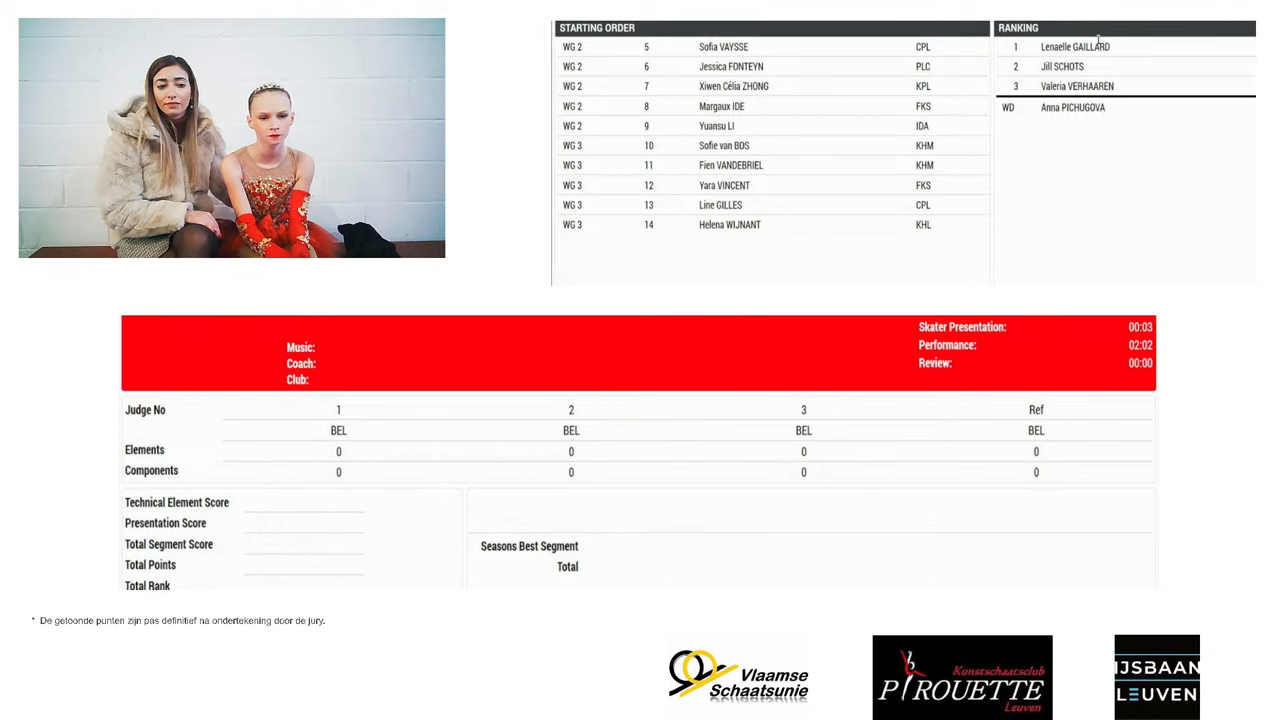 STARTING ORDER
WG 2 5 Sofia VAYSSE CPL
WG 2 6 Jessica FONTEYN PLC
WG 2 7 Xiwen Célia ZHONG KPL
WG 2 8 Margaux IDE FKS
WG 2 9 Yuansu LI IDA
WG 3 10 Sofie van BOS KHM
WG 3 11 Fien VANDEBRIEL KHM
WG 3 12 Yara VINCENT FKS
WG 3 13 Line GILLES CPL
WG 3 14 Helena WIJNANT KHL
RANKING
1 Lenaelle GAILLARD
2 Jill SCHOTS
3 Valeria VERHAAREN
WD Anna PICHUGOVA
Music:
Coach:
Club:
Skater Presentation: 00:03
Performance: 02:02
Review: 00:00
Judge No 1 2 3 Ref
BEL BEL BEL BEL
Elements 0 0 0 0
Components 0 0 0 0
Technical Element Score
Presentation Score
Total Segment Score
Total Points
Total Rank
Seasons Best Segment
Total
* De getoonde punten zijn pas definitief na ondertekening door de jury.
Vlaamse
Schaatsunie
Kunstschaatsclub
PIROUETTE
Leuven
IJSBAAN
LEUVEN